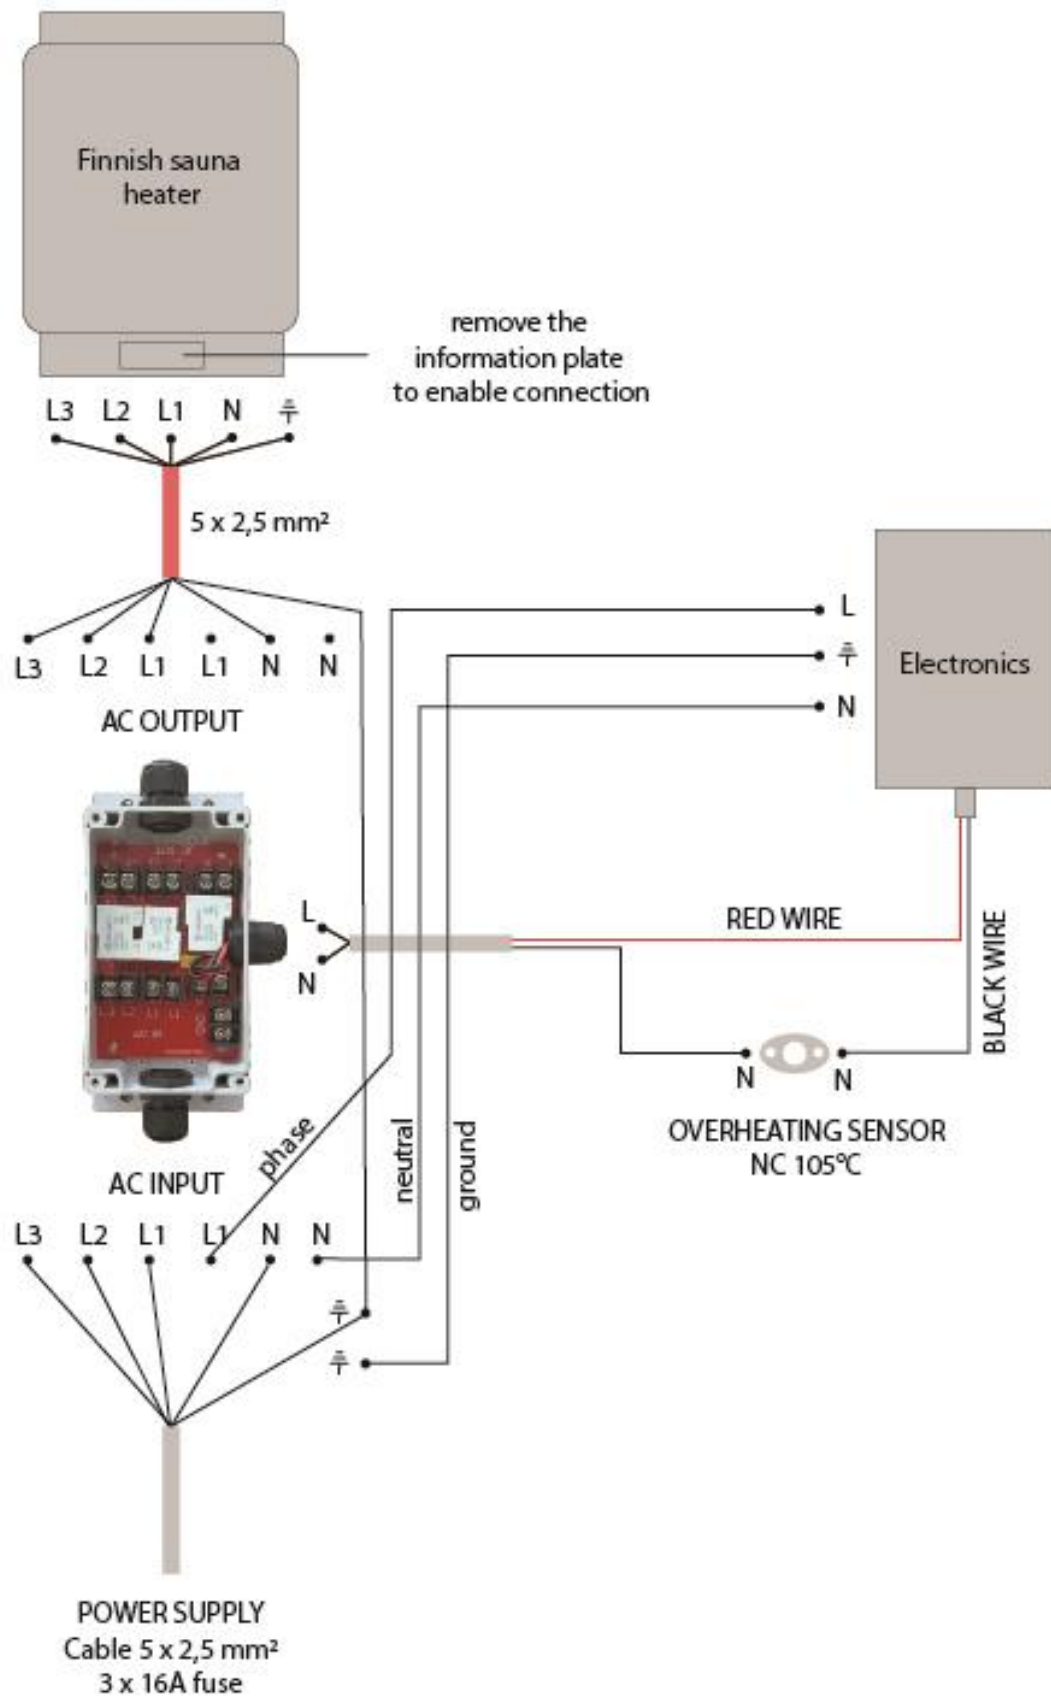 Finnish sauna
heater
remove the
information plate
to enable connection
L3 L2 L1 N
5 x 2,5 mm²
L3 L2 L1 L1 N N
AC OUTPUT
L
N
Electronics
L
N
RED WIRE
BLACK WIRE
N N
OVERHEATING SENSOR
NC 105°C
phase
neutral
ground
AC INPUT
L3 L2 L1 L1 N N
POWER SUPPLY
Cable 5 x 2,5 mm²
3 x 16A fuse